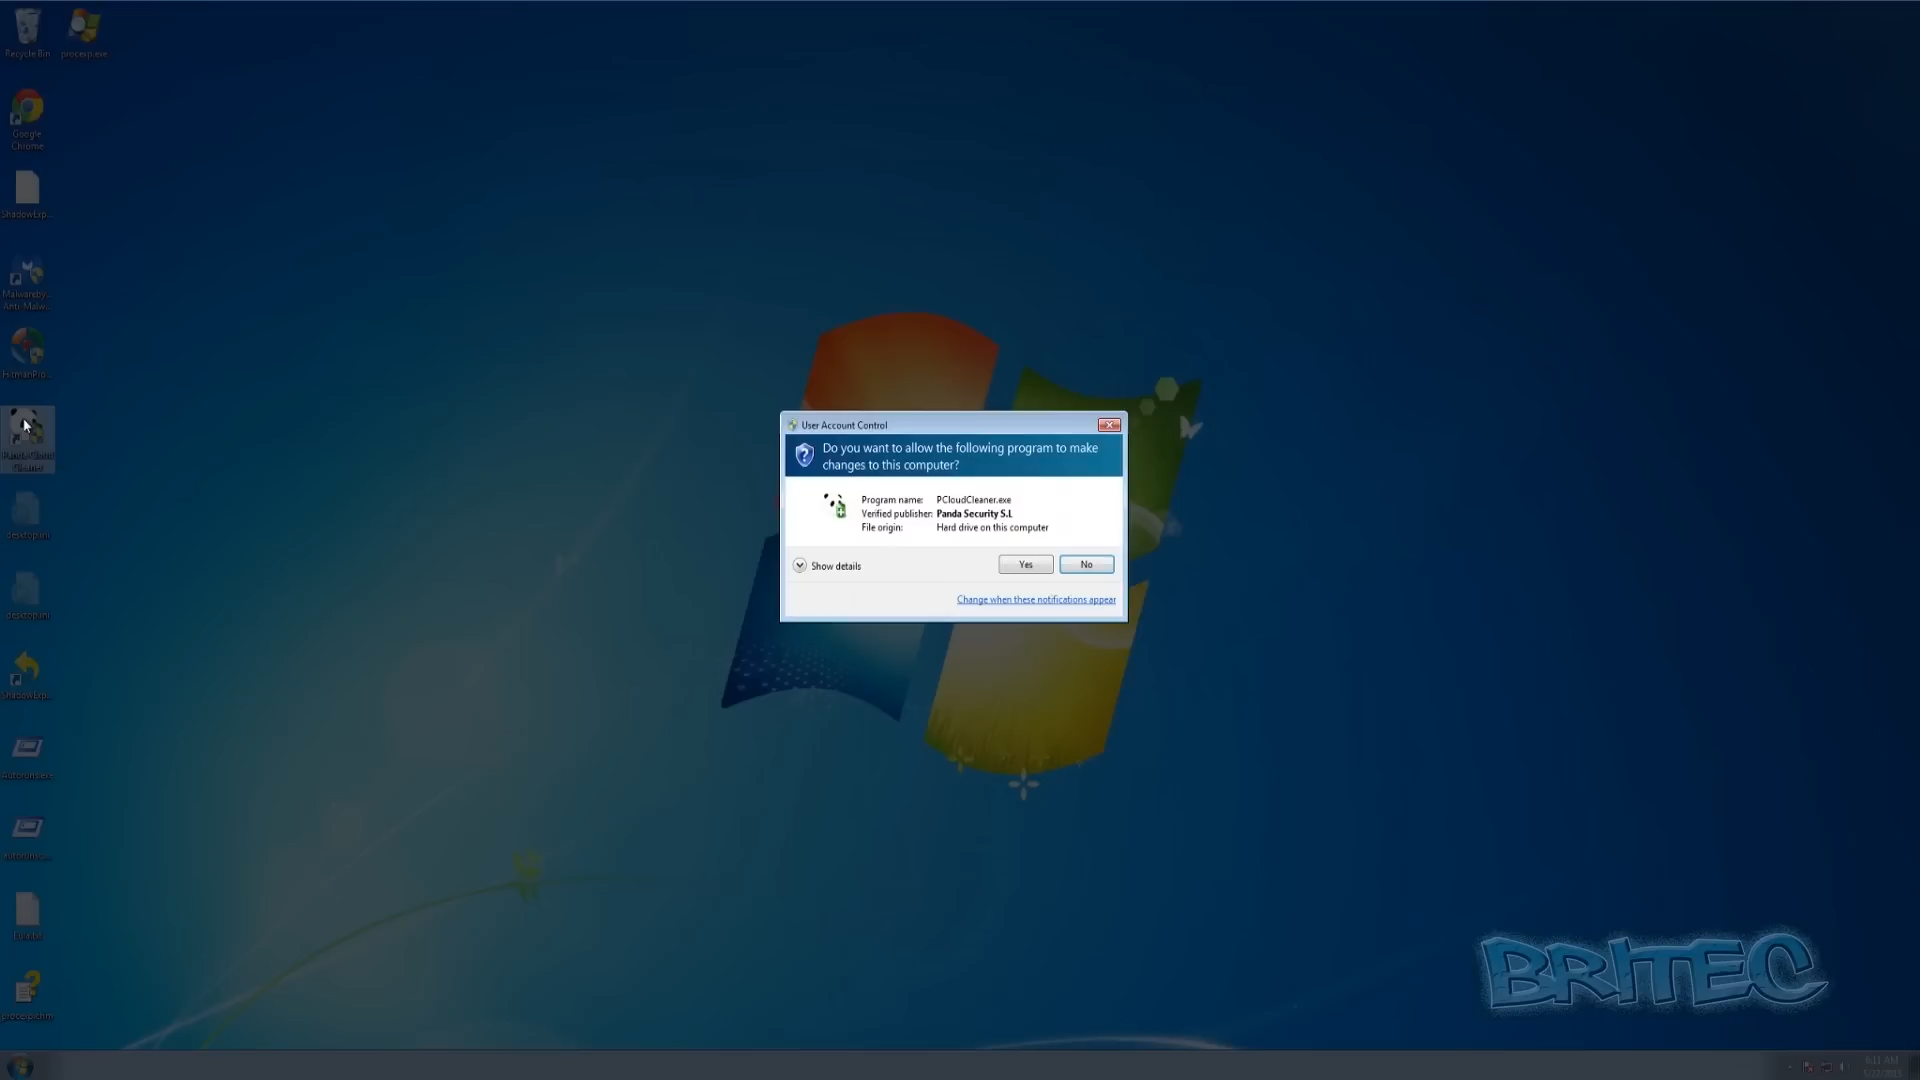 Recycle Bin
procexp.exe
Google
Chrome
ShadowExp...
Malwareby...
Anti-Malw...
HitmanPro...
Panda Cloud
Cleaner
desktop.ini
desktop.ini
ShadowExp...
Autoruns.exe
procexp.chm
User Account Control
Do you want to allow the following program to make
changes to this computer?
Program name: PCloudCleaner.exe
Verified publisher: Panda Security S.L
File origin: Hard drive on this computer
Show details
Yes
No
Change when these notifications appear
BRITEC